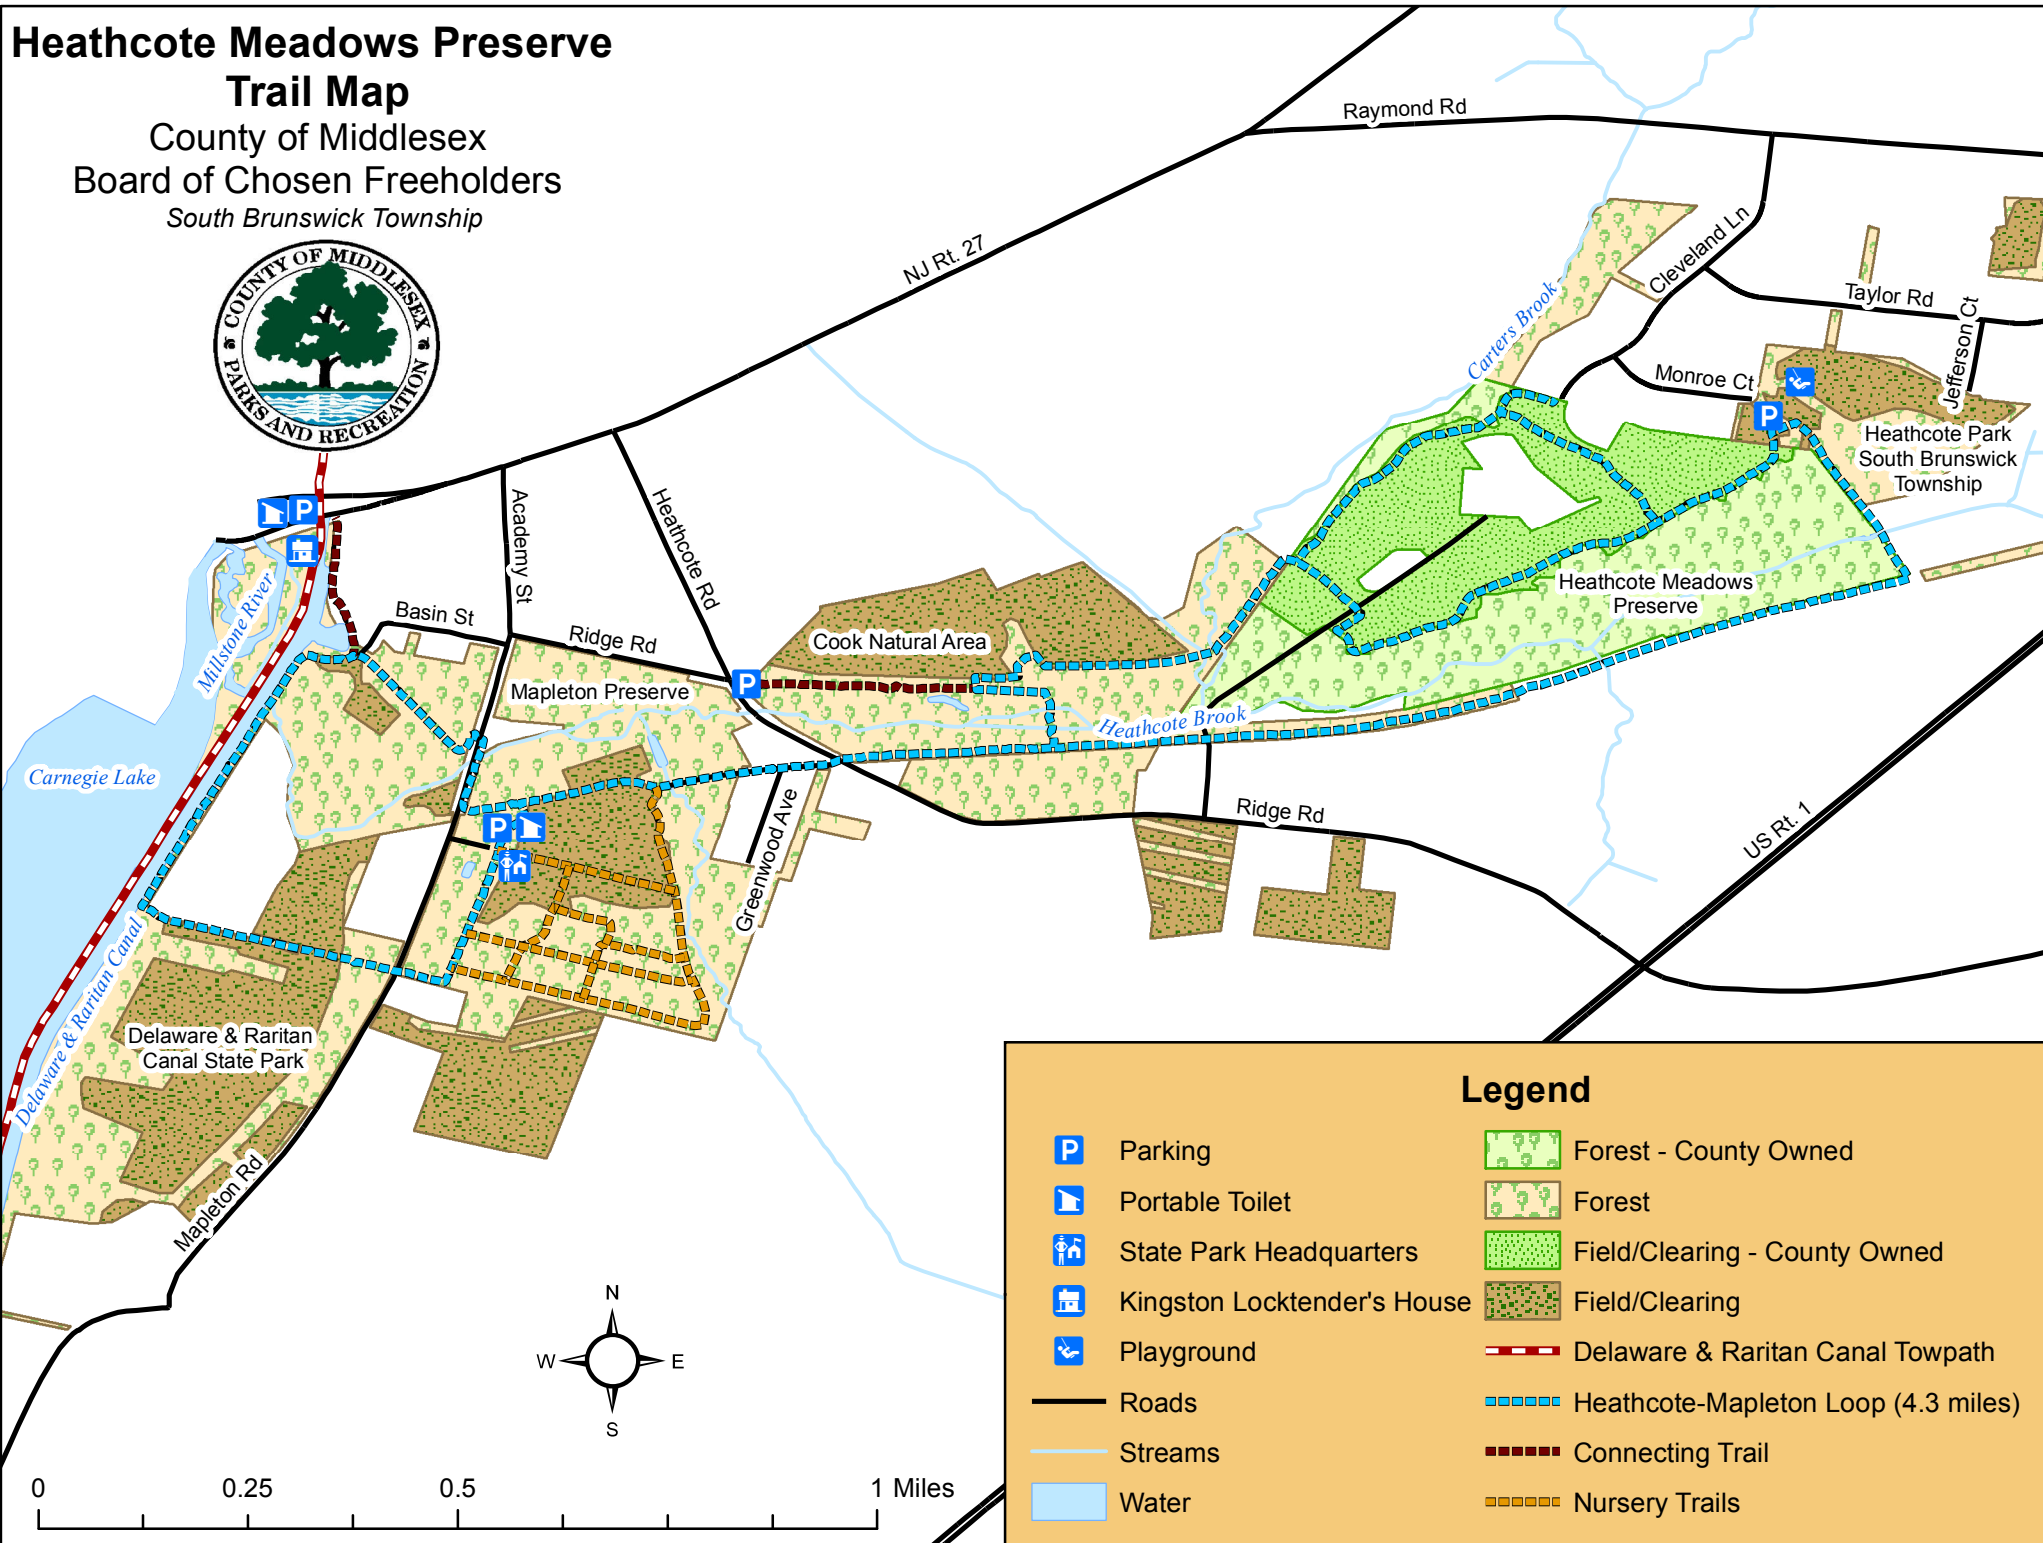 Heathcote Meadows Preserve
Trail Map
County of Middlesex
Board of Chosen Freeholders
South Brunswick Township
COUNTY OF MIDDLESEX
PARKS AND RECREATION
Raymond Rd
NJ Rt. 27
Cleveland Ln
Taylor Rd
Jefferson Ct
Carters Brook
Monroe Ct
P
Heathcote Park
South Brunswick
Township
P
Academy St
Heathcote Rd
Basin St
Ridge Rd
Millstone River
Cook Natural Area
Heathcote Meadows
Preserve
P
Mapleton Preserve
Heathcote Brook
Carnegie Lake
P
Greenwood Ave
Ridge Rd
US Rt. 1
Delaware & Raritan Canal
Delaware & Raritan
Canal State Park
Mapleton Rd
N
W
E
S
0
0.25
0.5
1 Miles
Legend
P
Parking
Portable Toilet
State Park Headquarters
Kingston Locktender's House
Playground
Roads
Streams
Water
Forest - County Owned
Forest
Field/Clearing - County Owned
Field/Clearing
Delaware & Raritan Canal Towpath
Heathcote-Mapleton Loop (4.3 miles)
Connecting Trail
Nursery Trails